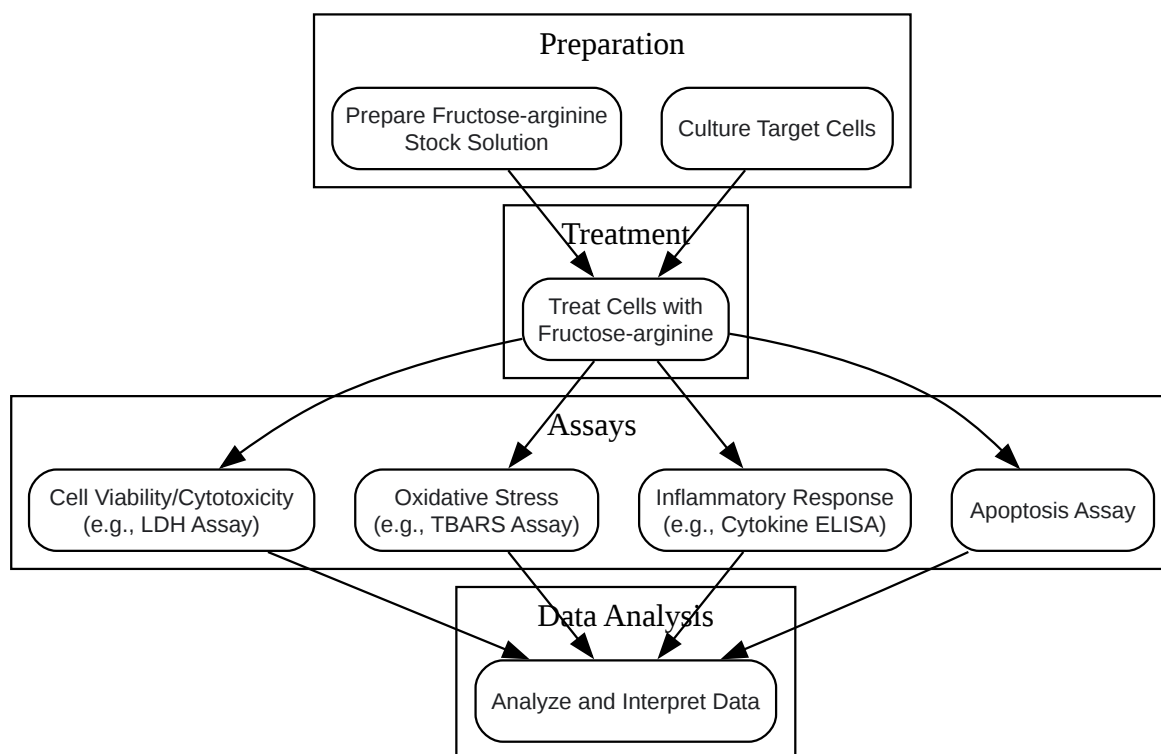 Preparation
Prepare Fructose-arginine
Stock Solution
Culture Target Cells
Treatment
Treat Cells with
Fructose-arginine
Assays
Cell Viability/Cytotoxicity
(e.g., LDH Assay)
Oxidative Stress
(e.g., TBARS Assay)
Inflammatory Response
(e.g., Cytokine ELISA)
Apoptosis Assay
Data Analysis
Analyze and Interpret Data